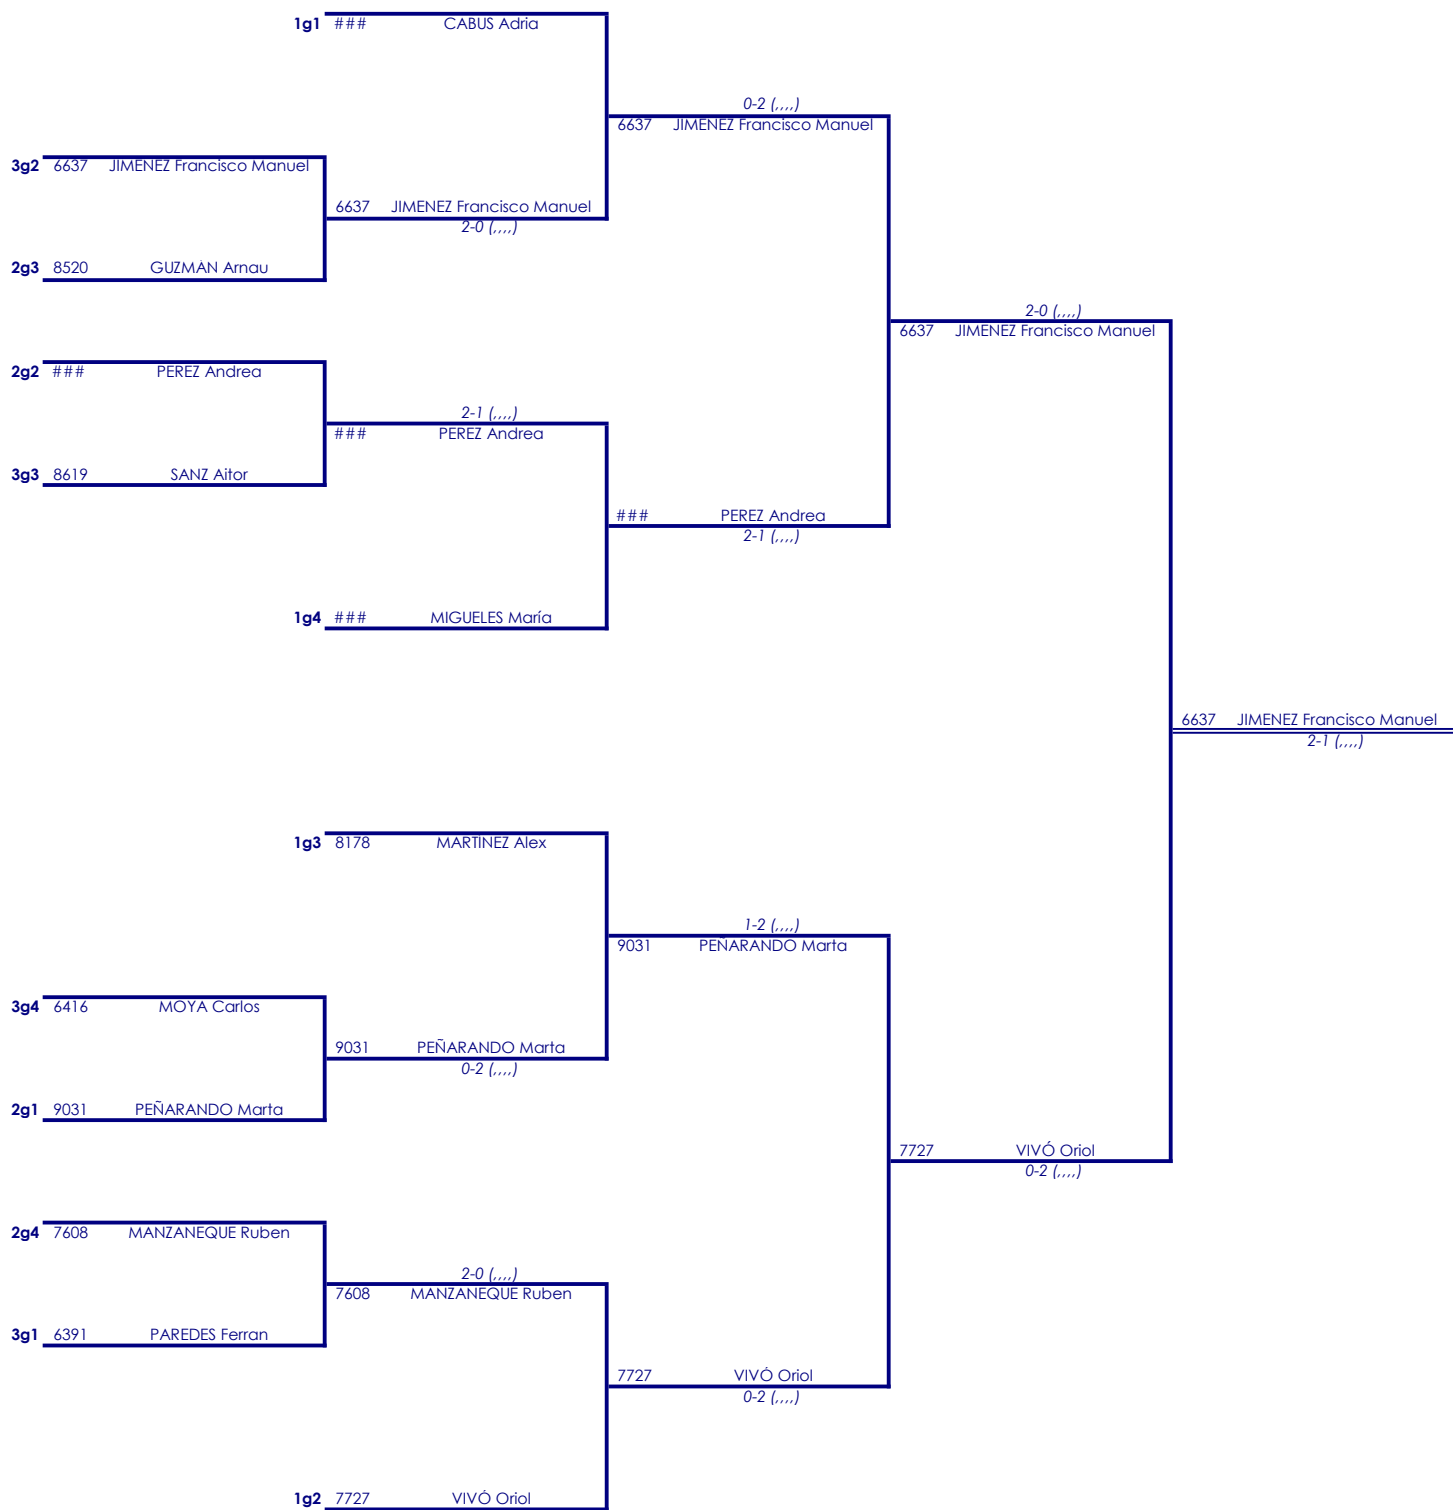 1g1 ### CABUS Adria
0-2 (,,,,)
6637 JIMENEZ Francisco Manuel
3g2 6637 JIMENEZ Francisco Manuel
6637 JIMENEZ Francisco Manuel
2-0 (,,,,)
2g3 8520 GUZMÁN Arnau
2-0 (,,,,)
6637 JIMENEZ Francisco Manuel
2g2 ### PEREZ Andrea
2-1 (,,,,)
### PEREZ Andrea
3g3 8619 SANZ Aitor
### PEREZ Andrea
2-1 (,,,,)
1g4 ### MIGUELES María
6637 JIMENEZ Francisco Manuel
2-1 (,,,,)
1g3 8178 MARTINEZ Alex
1-2 (,,,,)
9031 PEÑARANDO Marta
3g4 6416 MOYA Carlos
9031 PEÑARANDO Marta
0-2 (,,,,)
2g1 9031 PEÑARANDO Marta
7727 VIVÓ Oriol
0-2 (,,,,)
2g4 7608 MANZANEQUE Ruben
2-0 (,,,,)
7608 MANZANEQUE Ruben
3g1 6391 PAREDES Ferran
7727 VIVÓ Oriol
0-2 (,,,,)
1g2 7727 VIVÓ Oriol